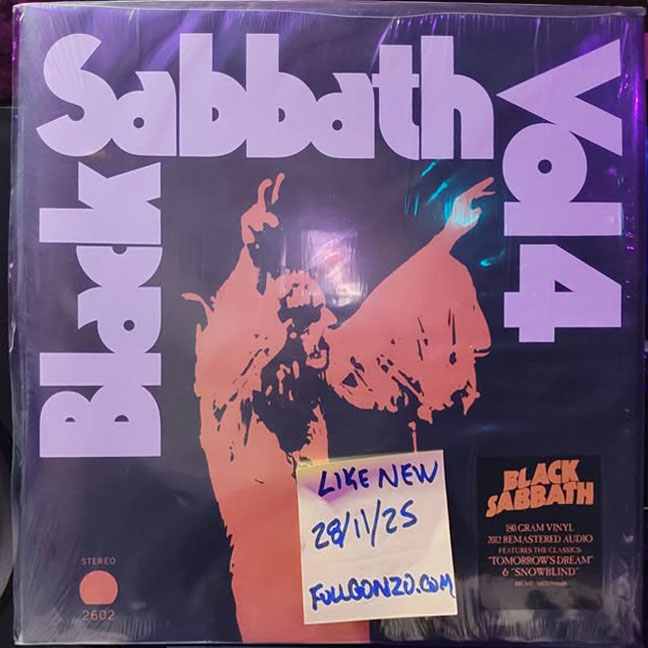 Black Sabbath Vol 4
LIKE NEW
28/11/25
FULLGONZO.COM
BLACK
SABBATH
180 GRAM VINYL
2012 REMASTERED AUDIO
FEATURES THE CLASSICS
"TOMORROW'S DREAM"
& "SNOWBLIND"
STEREO
2602